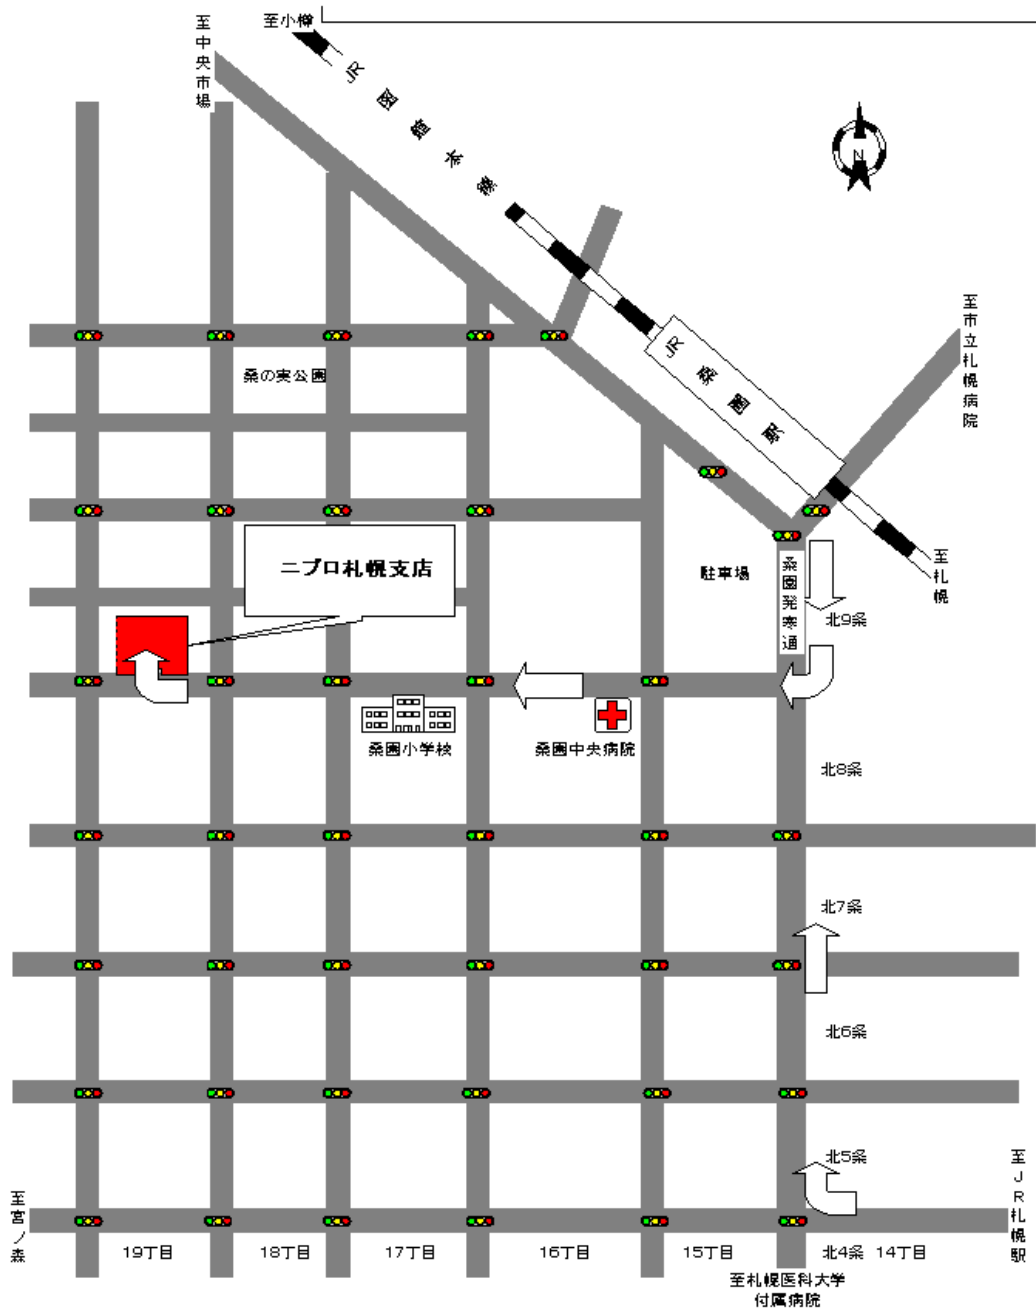 至小樽
至中央市場
JR函館本線
N
至市立札幌病院
桑の実公園
JR桑園駅
ニプロ札幌支店
駐車場
桑園発寒通
至札幌
北9条
桑園小学校
桑園中央病院
北8条
北7条
北6条
北5条
至JR札幌駅
至宮ノ森
19丁目
18丁目
17丁目
16丁目
15丁目
北4条
14丁目
至札幌医科大学
付属病院